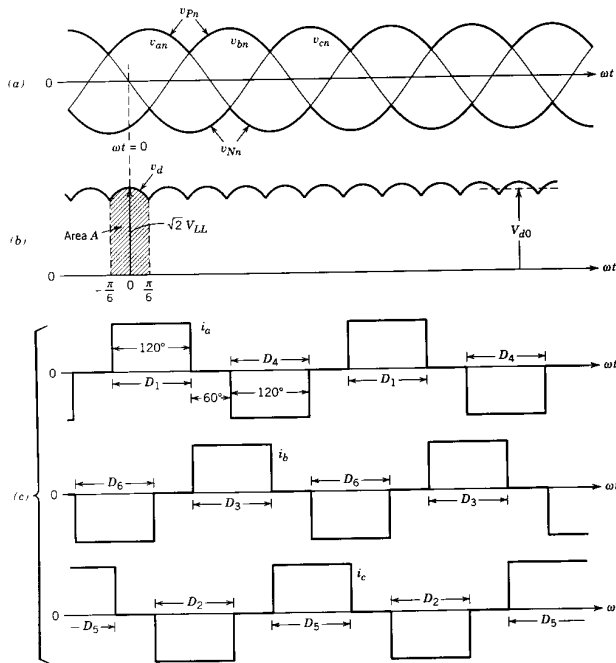 v_Pn
v_an v_bn v_cn
(a) 0 ωt
ωt = 0 v_Nn
v_d
Area A √2 V_LL V_d0
(b)
0 ωt
-π/6 0 π/6
i_a
120° D_4 D_4
0 ωt
D_1 60° 120° D_1
i_b
D_6 D_6
(c) 0 ωt
D_3 D_3
i_c
D_2 D_2
0 ω
-D_5 D_5 D_5